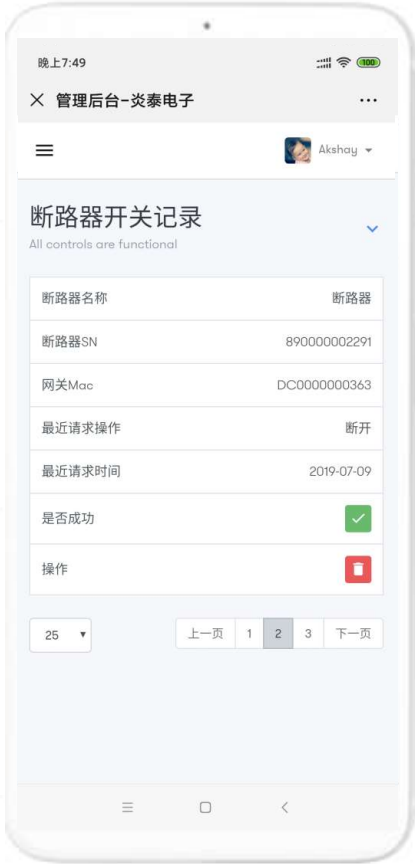 晚上7:49
100
管理后台-炎泰电子
Akshay
断路器开关记录
All controls are functional
断路器名称 断路器
断路器SN 890000002291
网关Mac DC0000000363
最近请求操作 断开
最近请求时间 2019-07-09
是否成功
操作
25 上一页 1 2 3 下一页